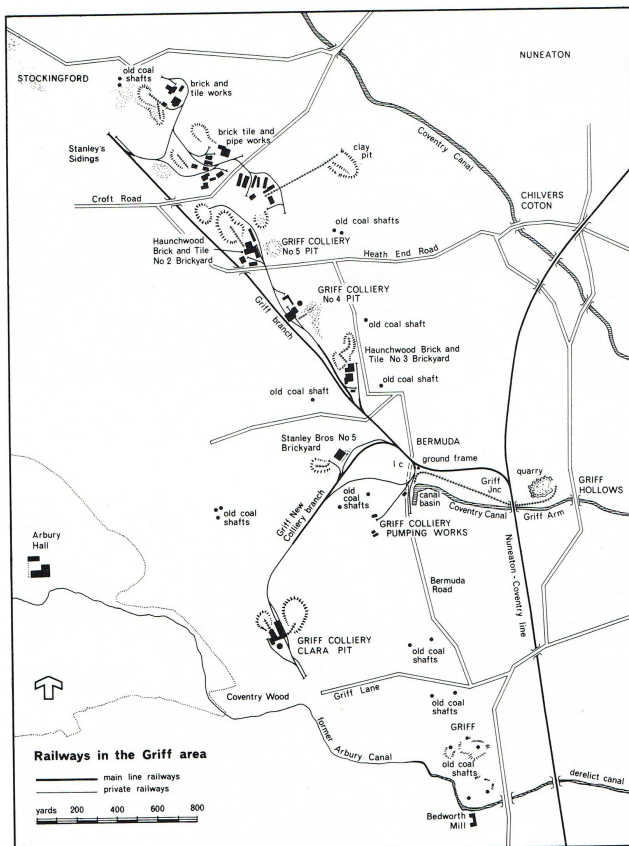 NUNEATON
STOCKINGFORD
old coal
shafts
brick and
tile works
Coventry Canal
brick tile and
pipe works
Stanley's
Sidings
clay
pit
CHILVERS
COTON
Croft Road
old coal shafts
Haunchwood
Brick and Tile
No 2 Brickyard
GRIFF COLLIERY
No 5 PIT
Heath End Road
Griff branch
GRIFF COLLIERY
No 4 PIT
old coal shaft
Haunchwood Brick and
Tile No 3 Brickyard
old coal shaft
old coal shaft
Stanley Bros No 5
Brickyard
BERMUDA
l c
ground frame
quarry
Griff
Jnc
GRIFF
HOLLOWS
canal
basin
Coventry Canal
Griff Arm
old
coal
shafts
old coal
shafts
Griff New
Colliery branch
GRIFF COLLIERY
PUMPING WORKS
Arbury
Hall
Bermuda
Road
Nuneaton - Coventry line
GRIFF COLLIERY
CLARA PIT
old coal
shafts
Coventry Wood
Griff Lane
old coal
shafts
former
Arbury Canal
GRIFF
old coal
shafts
derelict canal
Bedworth
Mill
Railways in the Griff area
main line railways
private railways
yards 200 400 600 800